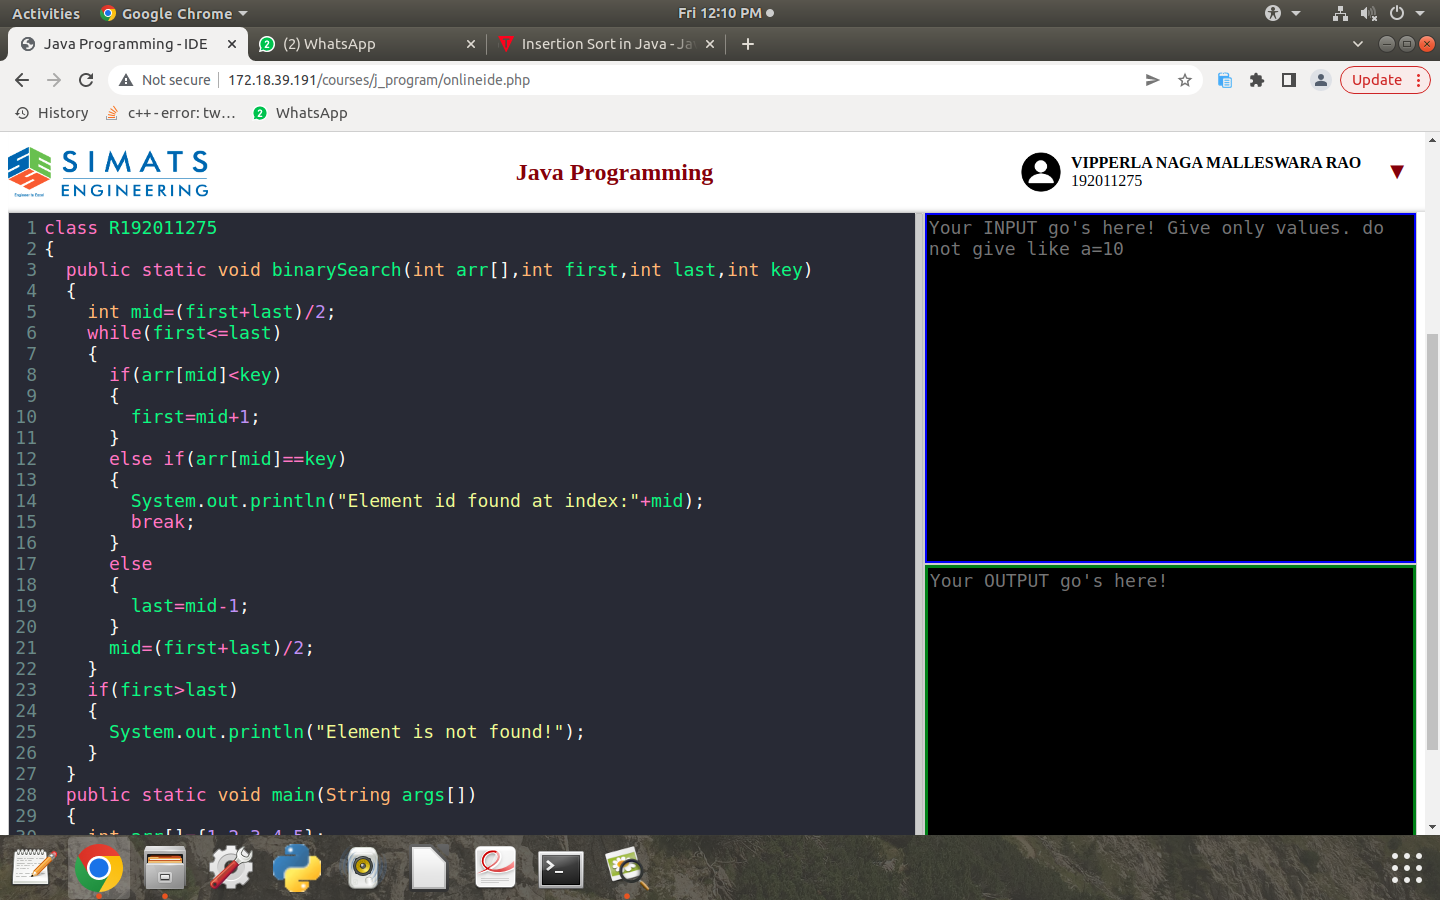 Activities Google Chrome Fri 12:10 PM
Java Programming - IDE (2) WhatsApp Insertion Sort in Java - Ja
Not secure 172.18.39.191/courses/j_program/onlineide.php Update
History c++ - error: tw... WhatsApp
SIMATS
ENGINEERING
Java Programming
VIPPERLA NAGA MALLESWARA RAO
192011275
1 class R192011275
2 {
3 public static void binarySearch(int arr[],int first,int last,int key)
4 {
5 int mid=(first+last)/2;
6 while(first<=last)
7 {
8 if(arr[mid]<key)
9 {
10 first=mid+1;
11 }
12 else if(arr[mid]==key)
13 {
14 System.out.println("Element id found at index:"+mid);
15 break;
16 }
17 else
18 {
19 last=mid-1;
20 }
21 mid=(first+last)/2;
22 }
23 if(first>last)
24 {
25 System.out.println("Element is not found!");
26 }
27 }
28 public static void main(String args[])
29 {
30 int arr[]={1,2,3,4,5};
Your INPUT go's here! Give only values. do
not give like a=10
Your OUTPUT go's here!